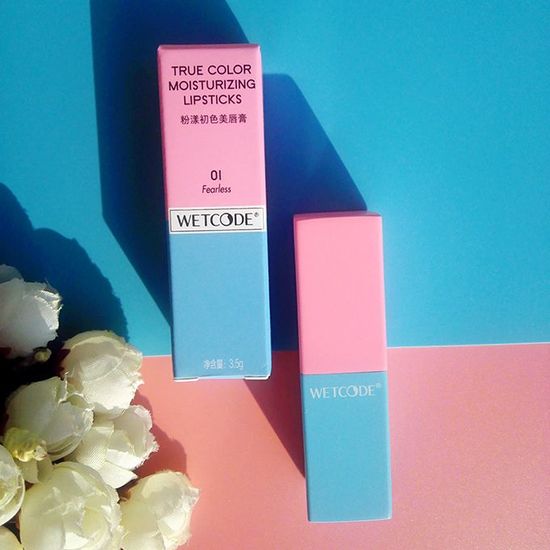 TRUE COLOR
MOISTURIZING
LIPSTICKS
粉漾初色美唇膏
01
Fearless
WETCODE®
净含量: 3.5g
WETCODE®